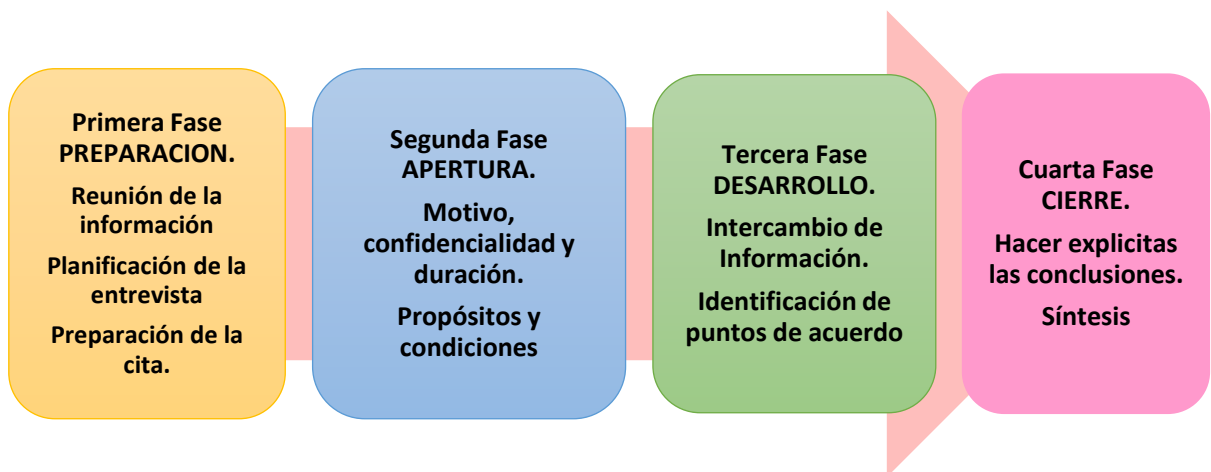 Primera Fase
PREPARACION.
Reunión de la
información
Planificación de la
entrevista
Preparación de la
cita.
Segunda Fase
APERTURA.
Motivo,
confidencialidad y
duración.
Propósitos y
condiciones
Tercera Fase
DESARROLLO.
Intercambio de
Información.
Identificación de
puntos de acuerdo
Cuarta Fase
CIERRE.
Hacer explicitas
las conclusiones.
Síntesis